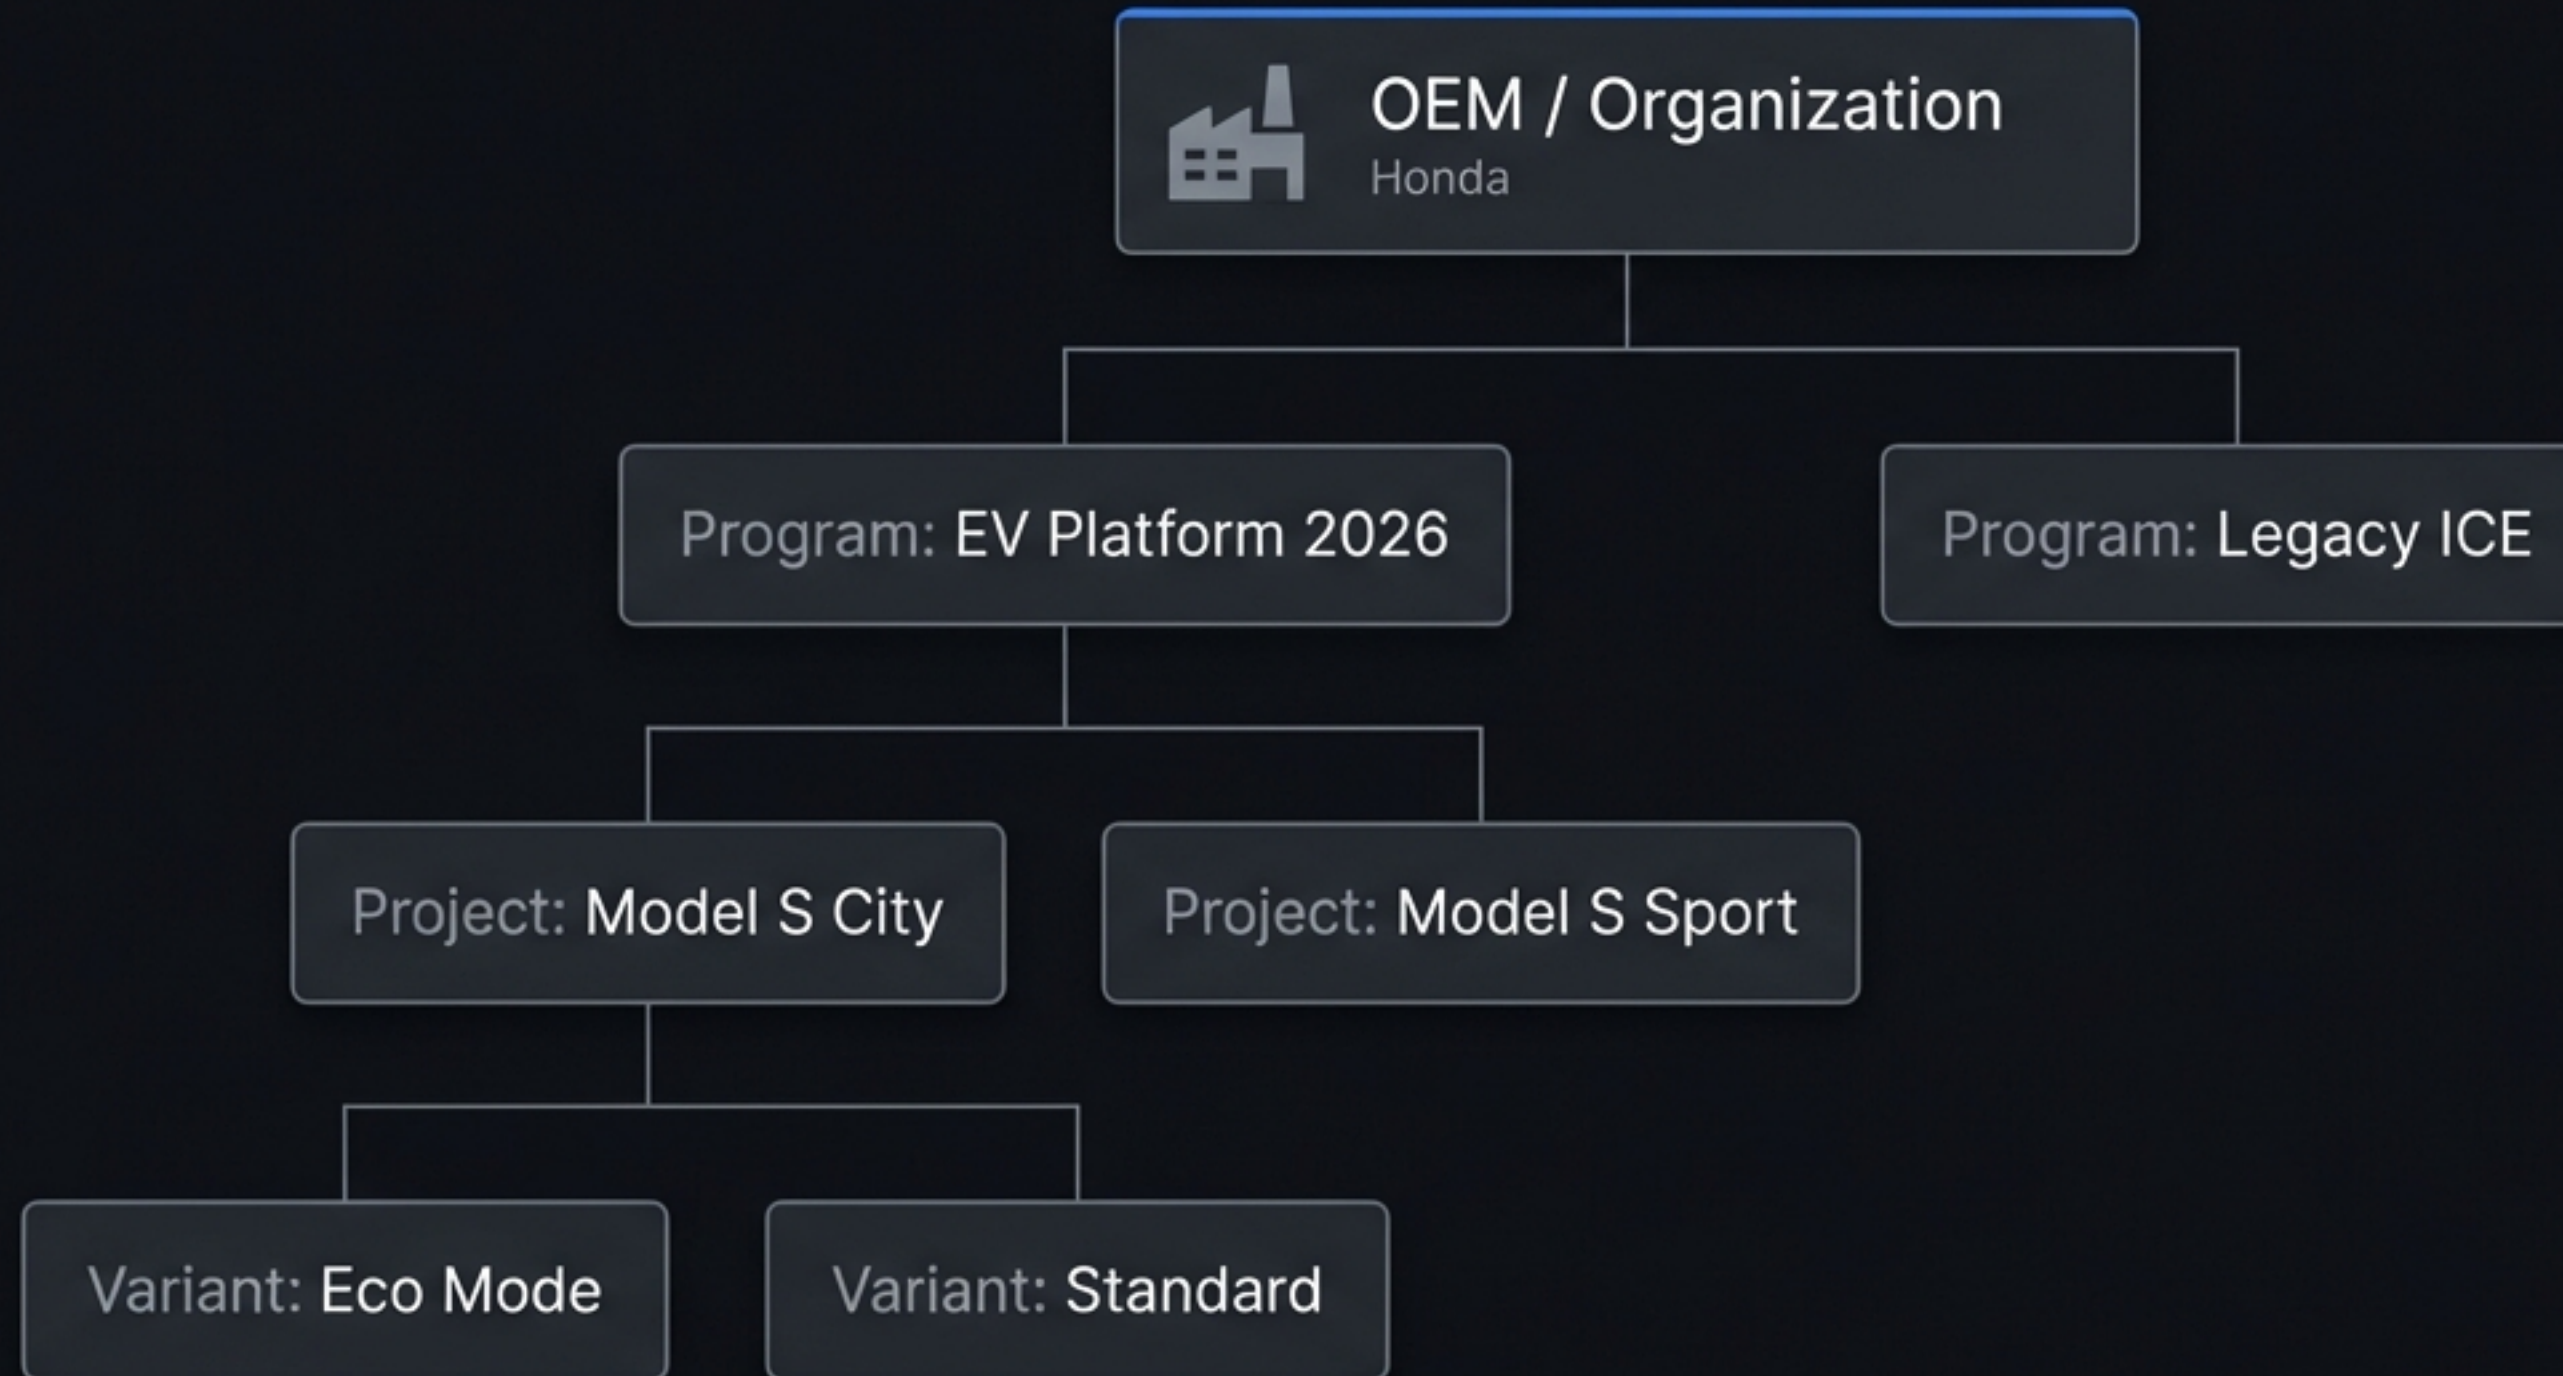 OEM / Organization
Honda
Program: EV Platform 2026
Program: Legacy ICE
Project: Model S City
Project: Model S Sport
Variant: Eco Mode
Variant: Standard